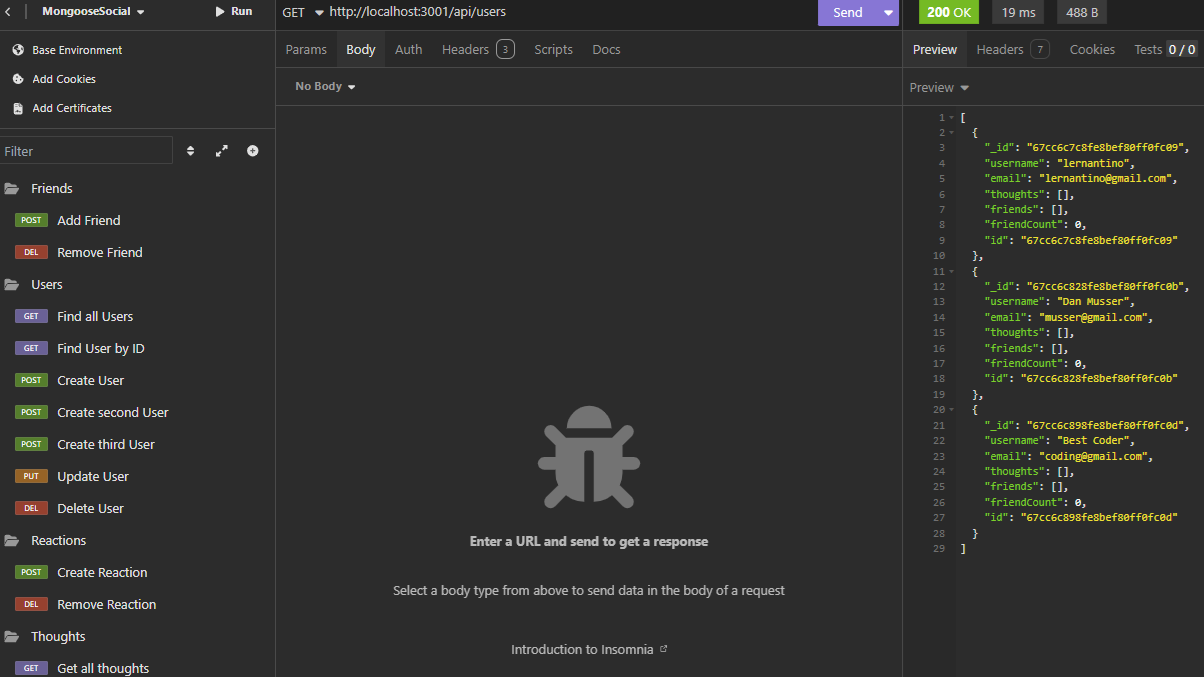 MongooseSocial
Run
Base Environment
Add Cookies
Add Certificates
Filter
Friends
POST Add Friend
DEL Remove Friend
Users
GET Find all Users
GET Find User by ID
POST Create User
POST Create second User
POST Create third User
PUT Update User
DEL Delete User
Reactions
POST Create Reaction
DEL Remove Reaction
Thoughts
GET Get all thoughts
GET http://localhost:3001/api/users
Send
Params Body Auth Headers 3 Scripts Docs
No Body
Enter a URL and send to get a response
Select a body type from above to send data in the body of a request
Introduction to Insomnia
200 OK 19 ms 488 B
Preview Headers 7 Cookies Tests 0 / 0
Preview
1 [
2 {
3 "_id": "67cc6c7c8fe8bef80ff0fc09",
4 "username": "lernantino",
5 "email": "lernantino@gmail.com",
6 "thoughts": [],
7 "friends": [],
8 "friendCount": 0,
9 "id": "67cc6c7c8fe8bef80ff0fc09"
10 },
11 {
12 "_id": "67cc6c828fe8bef80ff0fc0b",
13 "username": "Dan Musser",
14 "email": "musser@gmail.com",
15 "thoughts": [],
16 "friends": [],
17 "friendCount": 0,
18 "id": "67cc6c828fe8bef80ff0fc0b"
19 },
20 {
21 "_id": "67cc6c898fe8bef80ff0fc0d",
22 "username": "Best Coder",
23 "email": "coding@gmail.com",
24 "thoughts": [],
25 "friends": [],
26 "friendCount": 0,
27 "id": "67cc6c898fe8bef80ff0fc0d"
28 }
29 ]